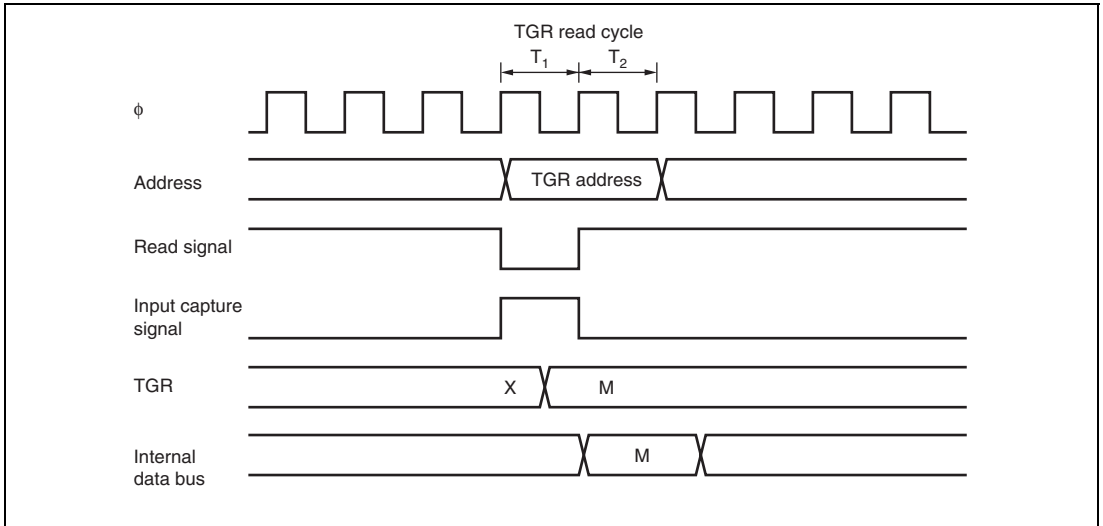 TGR read cycle
T1 T2
ϕ
Address
TGR address
Read signal
Input capture
signal
TGR
X M
Internal
data bus
M